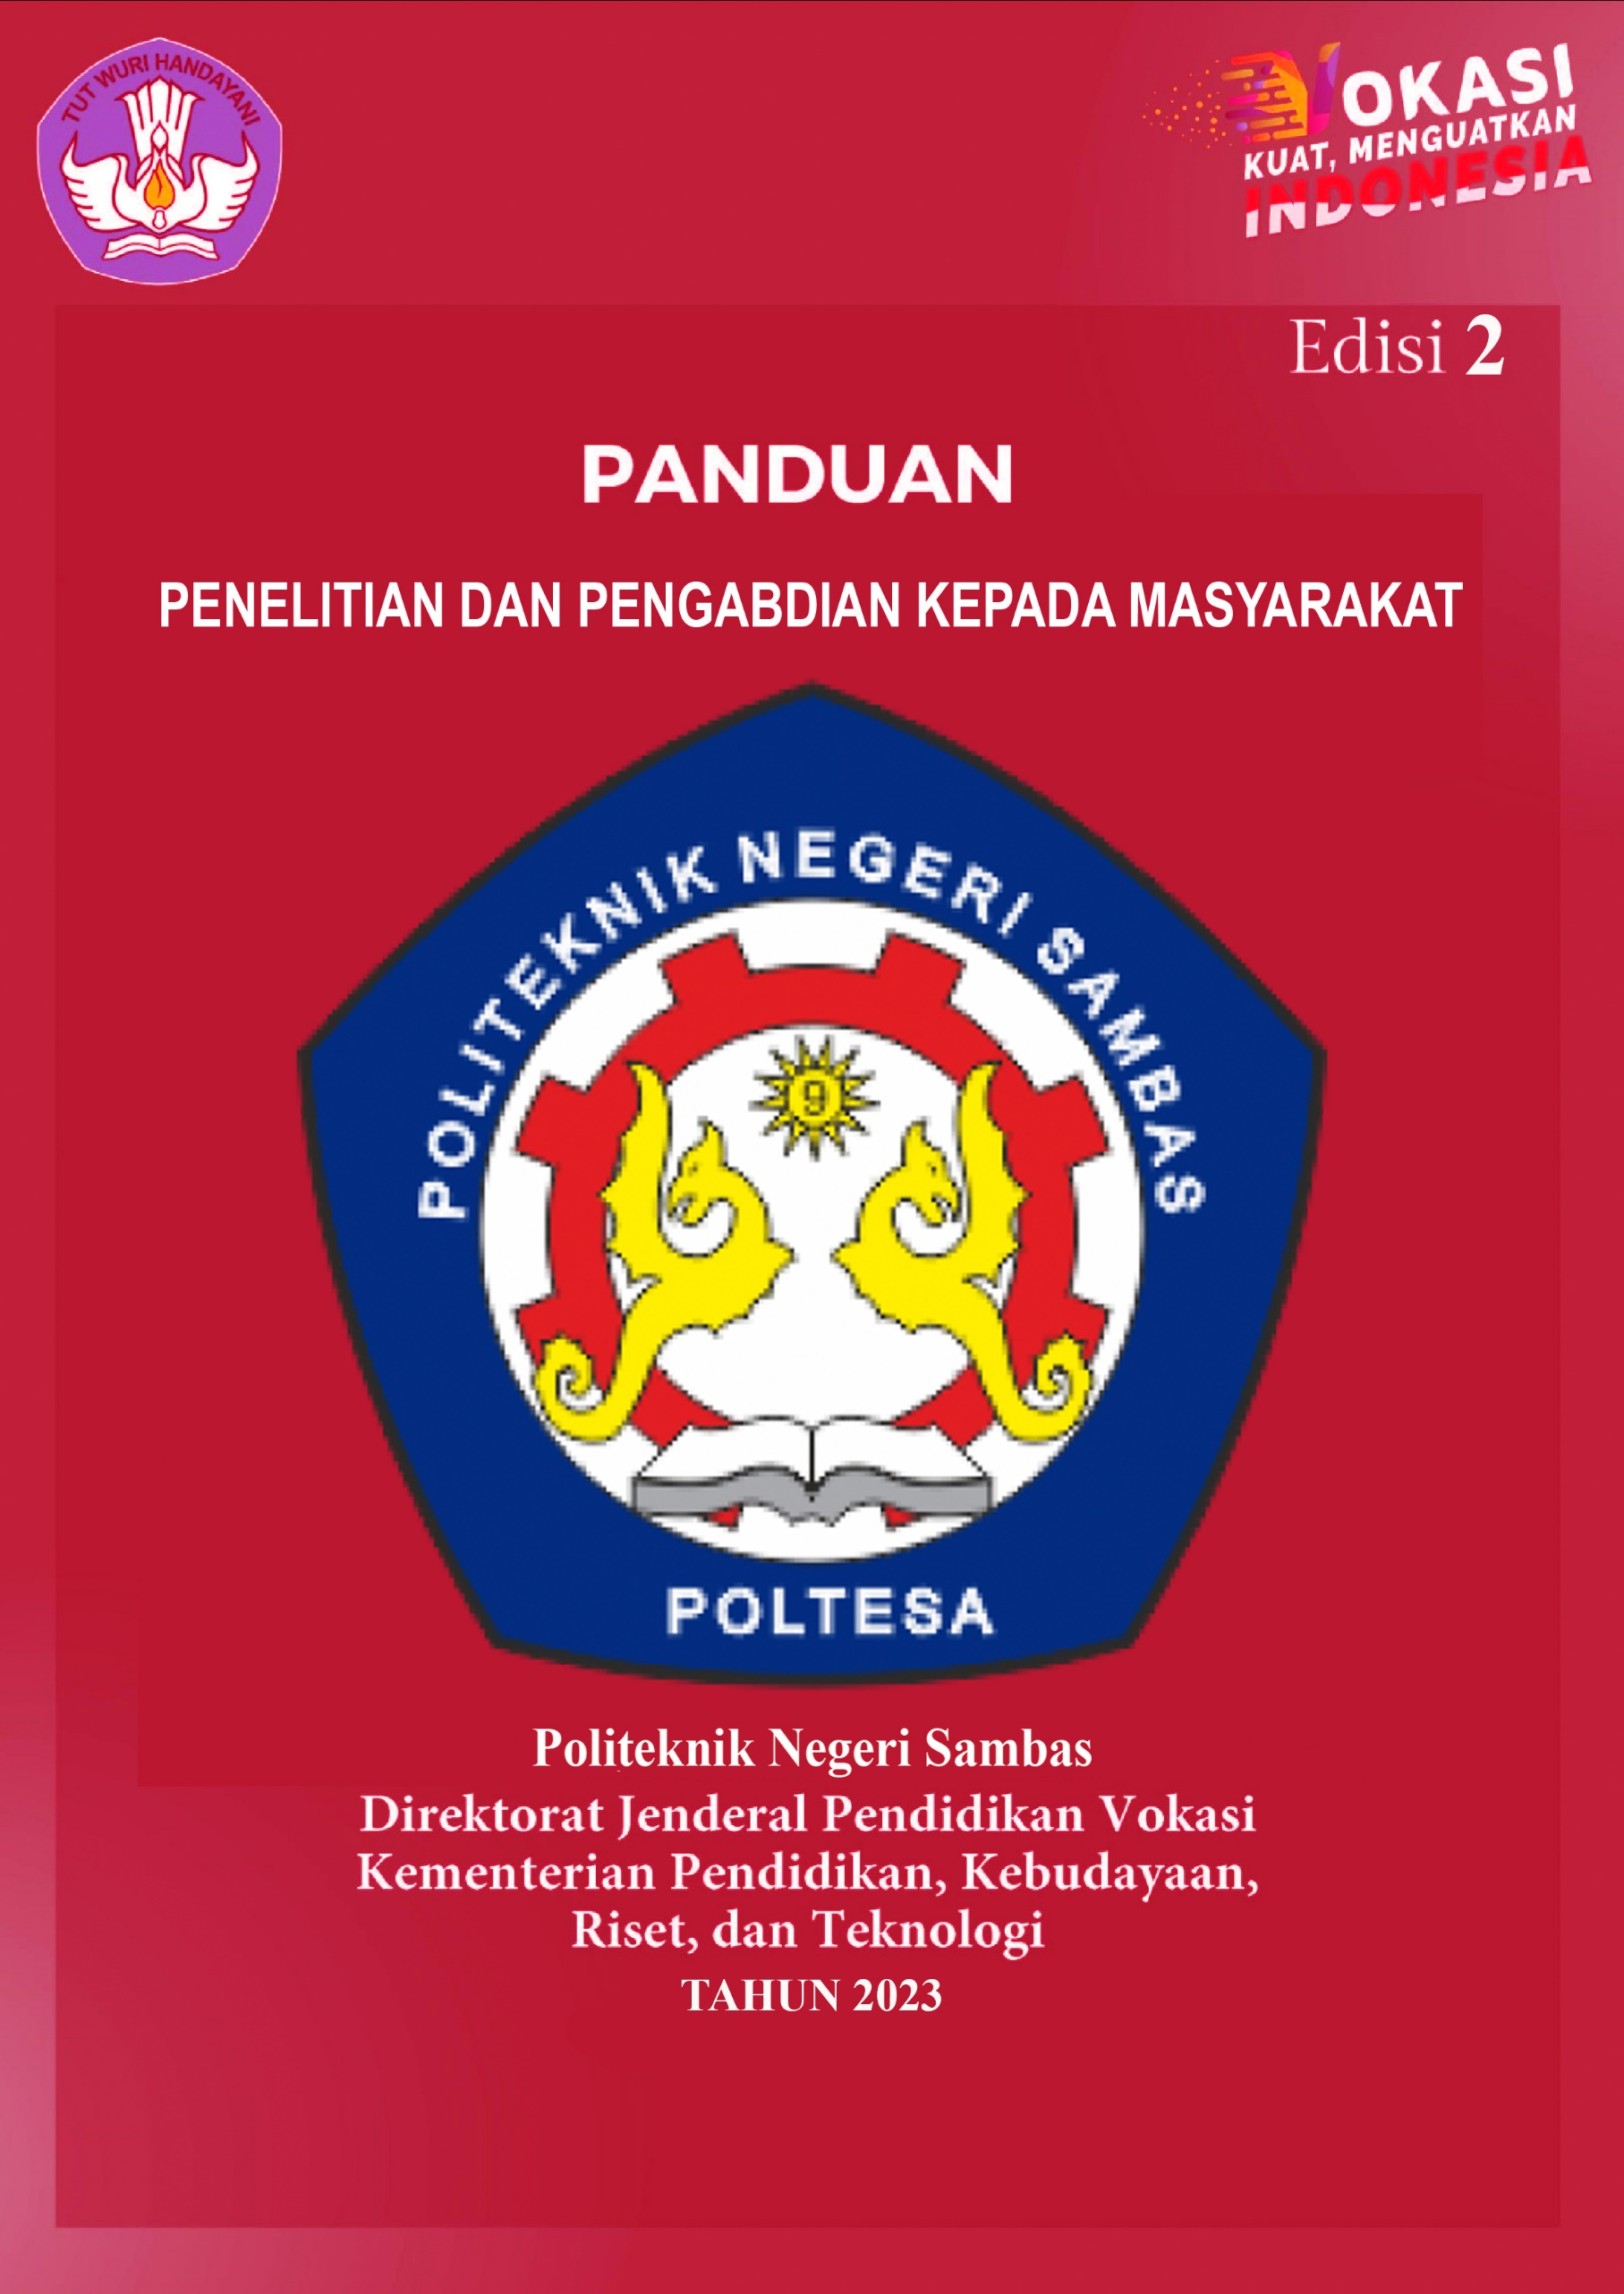 TUT WURI HANDAYANI
VOKASI
KUAT, MENGUATKAN
INDONESIA
Edisi 2
PANDUAN
PENELITIAN DAN PENGABDIAN KEPADA MASYARAKAT
POLITEKNIK NEGERI SAMBAS
9
POLTESA
Politeknik Negeri Sambas
Direktorat Jenderal Pendidikan Vokasi
Kementerian Pendidikan, Kebudayaan,
Riset, dan Teknologi
TAHUN 2023